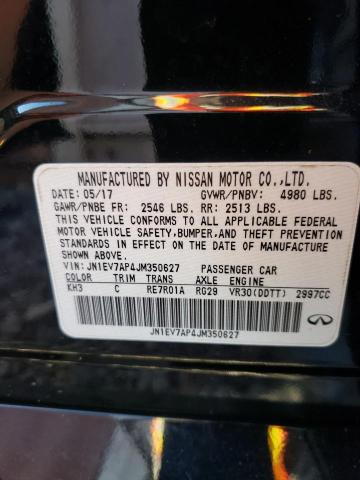 MANUFACTURED BY NISSAN MOTOR CO.,LTD.
DATE: 05/17 GVWR/PNBV: 4980 LBS.
GAWR/PNBE FR: 2546 LBS. RR: 2513 LBS.
THIS VEHICLE CONFORMS TO ALL APPLICABLE FEDERAL
MOTOR VEHICLE SAFETY,BUMPER,AND THEFT PREVENTION
STANDARDS IN EFFECT ON THE DATE OF MANUFACTURE
SHOWN ABOVE.
VIN: JN1EV7AP4JM350627 PASSENGER CAR
COLOR TRIM TRANS AXLE ENGINE
KH3 C RE7R01A RG29 VR30(DDTT) 2997CC
JN1EV7AP4JM350627